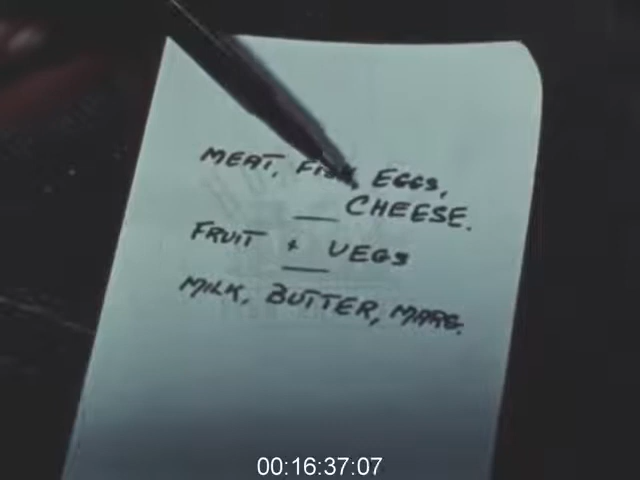 MEAT, FISH, EGGS,
CHEESE.
FRUIT + VEGS
MILK, BUTTER, MARG.
00:16:37:07